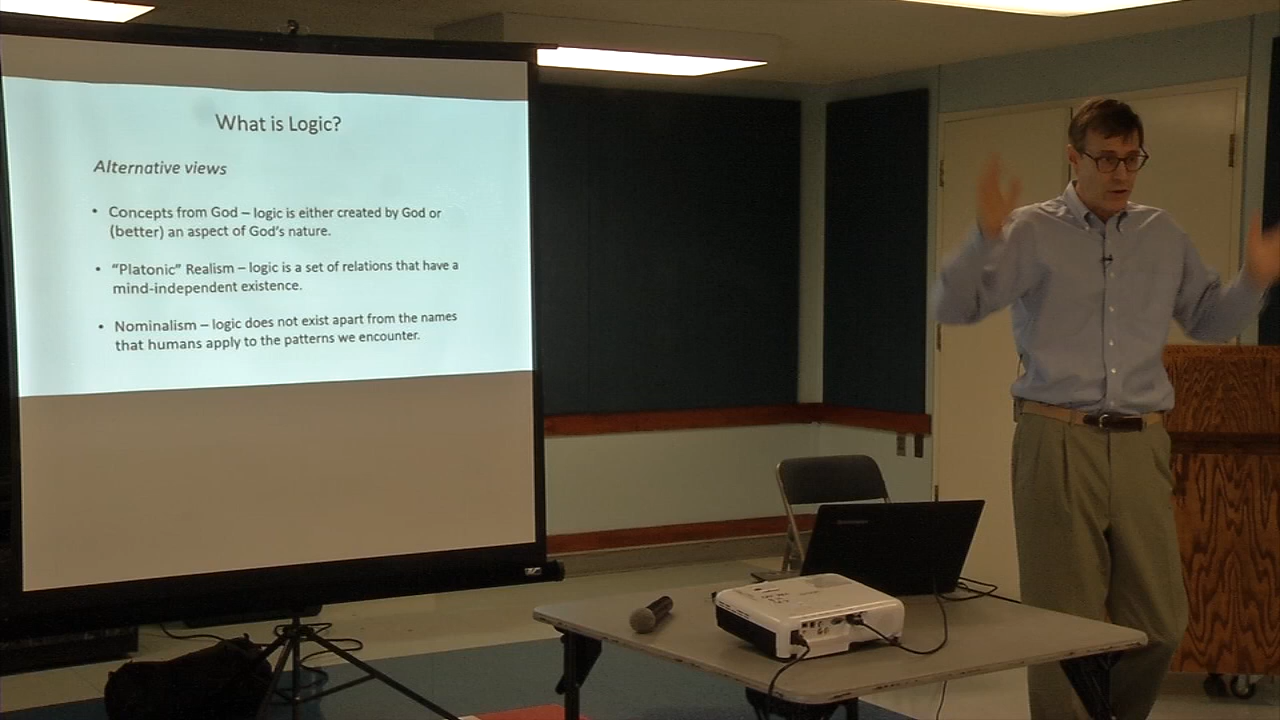 What is Logic?
Alternative views
• Concepts from God – logic is either created by God or
(better) an aspect of God's nature.
• "Platonic" Realism – logic is a set of relations that have a
mind-independent existence.
• Nominalism – logic does not exist apart from the names
that humans apply to the patterns we encounter.